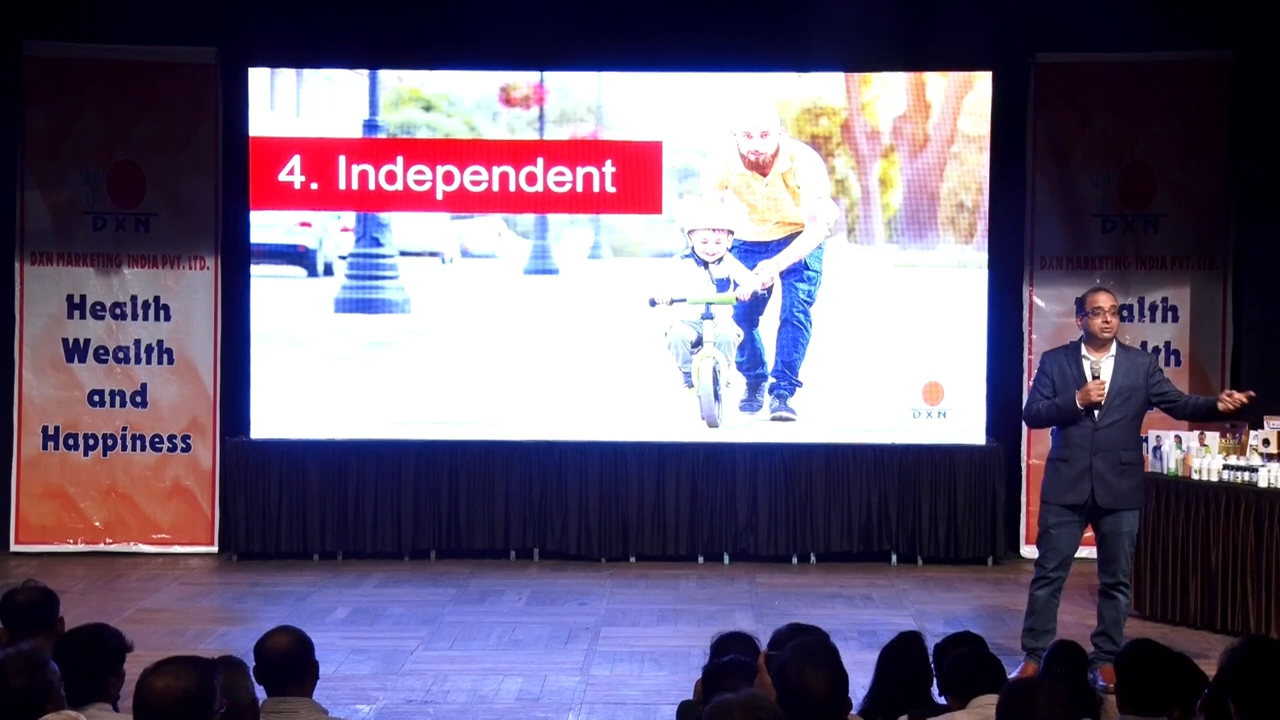 DXN
DXN MARKETING INDIA PVT. LTD.
Health
Wealth
and
Happiness
4. Independent
DXN
DXN
DXN MARKETING INDIA PVT. LTD.